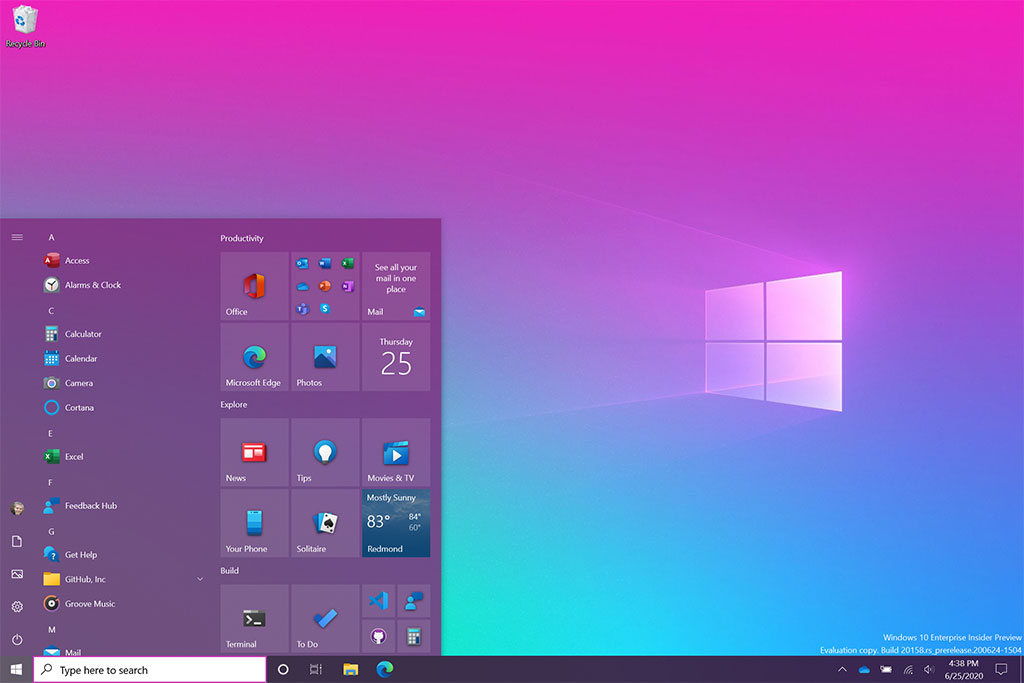 Recycle Bin
A
Access
Alarms & Clock
C
Calculator
Calendar
Camera
Cortana
E
Excel
F
Feedback Hub
G
Get Help
GitHub, Inc
Groove Music
M
Mail
Productivity
Office
See all your
mail in one
place
Mail
Microsoft Edge
Photos
Thursday
25
Explore
News
Tips
Movies & TV
Your Phone
Solitaire
Mostly Sunny
83°
84°
60°
Redmond
Build
Terminal
To Do
Windows 10 Enterprise Insider Preview
Evaluation copy. Build 20158.rs_prerelease.200624-1504
Type here to search
4:38 PM
6/25/2020